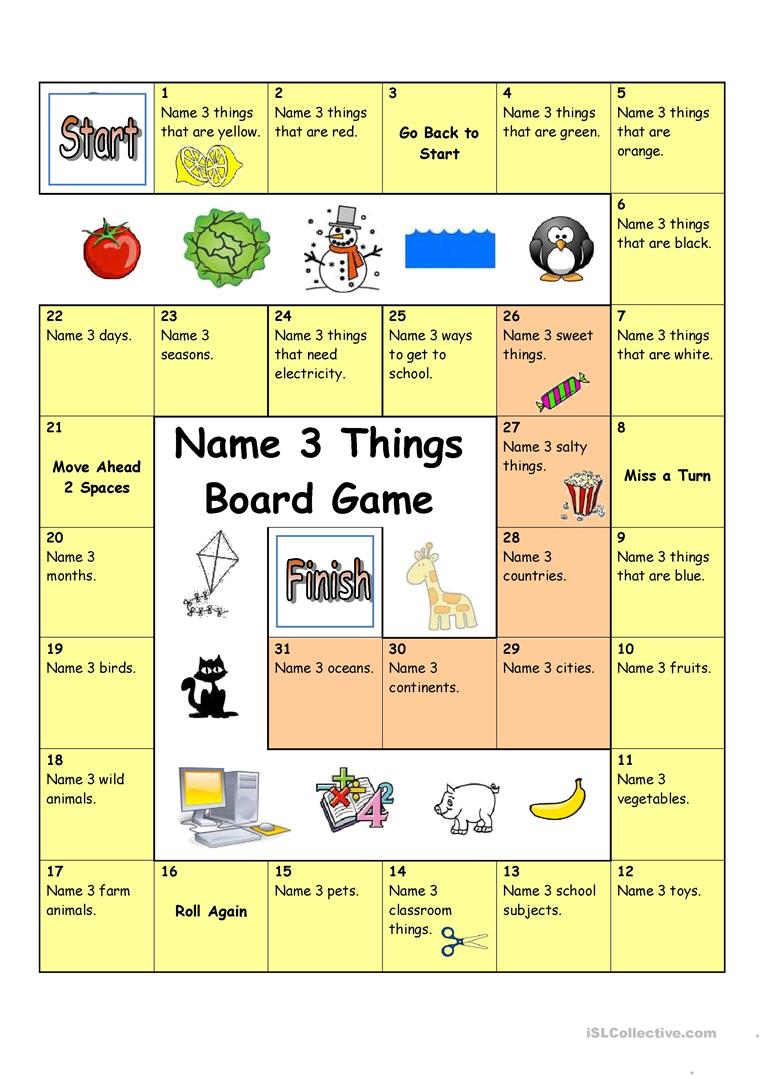 Start
1
Name 3 things
that are yellow.
2
Name 3 things
that are red.
3
Go Back to
Start
4
Name 3 things
that are green.
5
Name 3 things
that are
orange.
6
Name 3 things
that are black.
22
Name 3 days.
23
Name 3
seasons.
24
Name 3 things
that need
electricity.
25
Name 3 ways
to get to
school.
26
Name 3 sweet
things.
7
Name 3 things
that are white.
21
Move Ahead
2 Spaces
Name 3 Things
Board Game
27
Name 3 salty
things.
8
Miss a Turn
20
Name 3
months.
Finish
28
Name 3
countries.
9
Name 3 things
that are blue.
19
Name 3 birds.
31
Name 3 oceans.
30
Name 3
continents.
29
Name 3 cities.
10
Name 3 fruits.
18
Name 3 wild
animals.
4
2
11
Name 3
vegetables.
17
Name 3 farm
animals.
16
Roll Again
15
Name 3 pets.
14
Name 3
classroom
things.
13
Name 3 school
subjects.
12
Name 3 toys.
iSLCollective.com